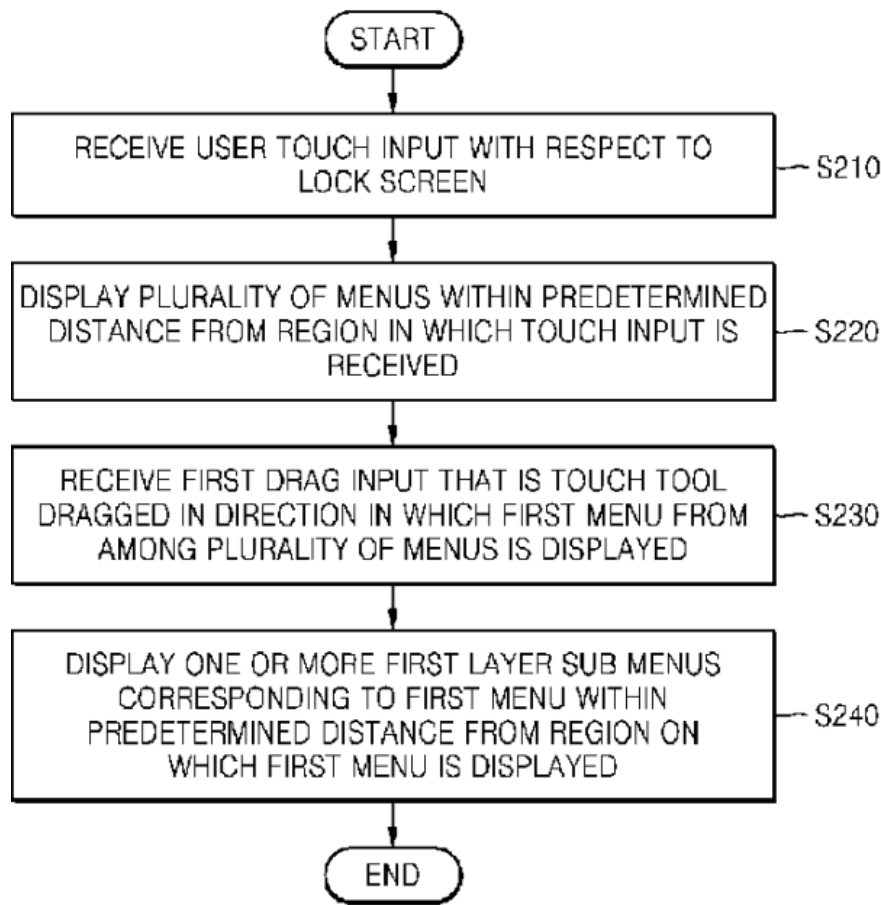 START
RECEIVE USER TOUCH INPUT WITH RESPECT TO
LOCK SCREEN
S210
DISPLAY PLURALITY OF MENUS WITHIN PREDETERMINED
DISTANCE FROM REGION IN WHICH TOUCH INPUT IS
RECEIVED
S220
RECEIVE FIRST DRAG INPUT THAT IS TOUCH TOOL
DRAGGED IN DIRECTION IN WHICH FIRST MENU FROM
AMONG PLURALITY OF MENUS IS DISPLAYED
S230
DISPLAY ONE OR MORE FIRST LAYER SUB MENUS
CORRESPONDING TO FIRST MENU WITHIN
PREDETERMINED DISTANCE FROM REGION ON
WHICH FIRST MENU IS DISPLAYED
S240
END